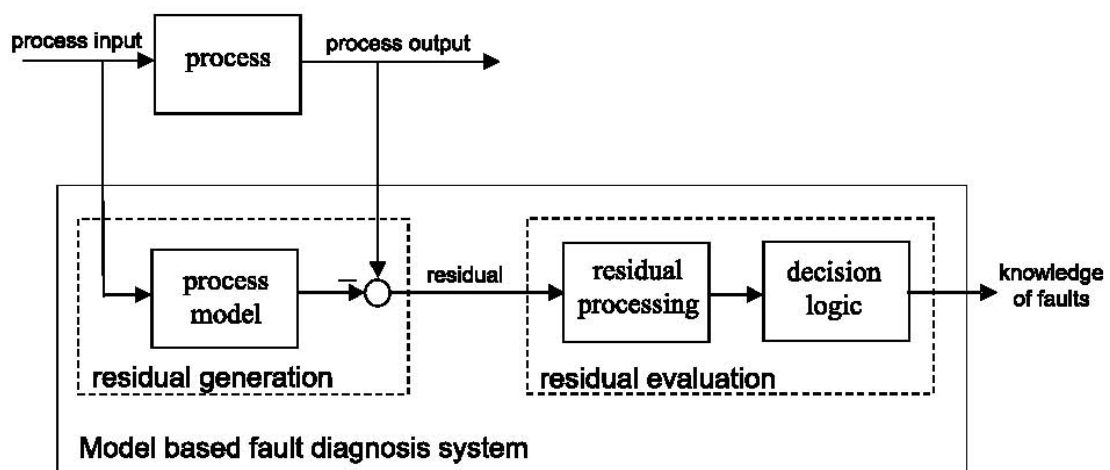 process input
process
process output
process
model
–
residual
residual
processing
decision
logic
knowledge
of faults
residual generation
residual evaluation
Model based fault diagnosis system